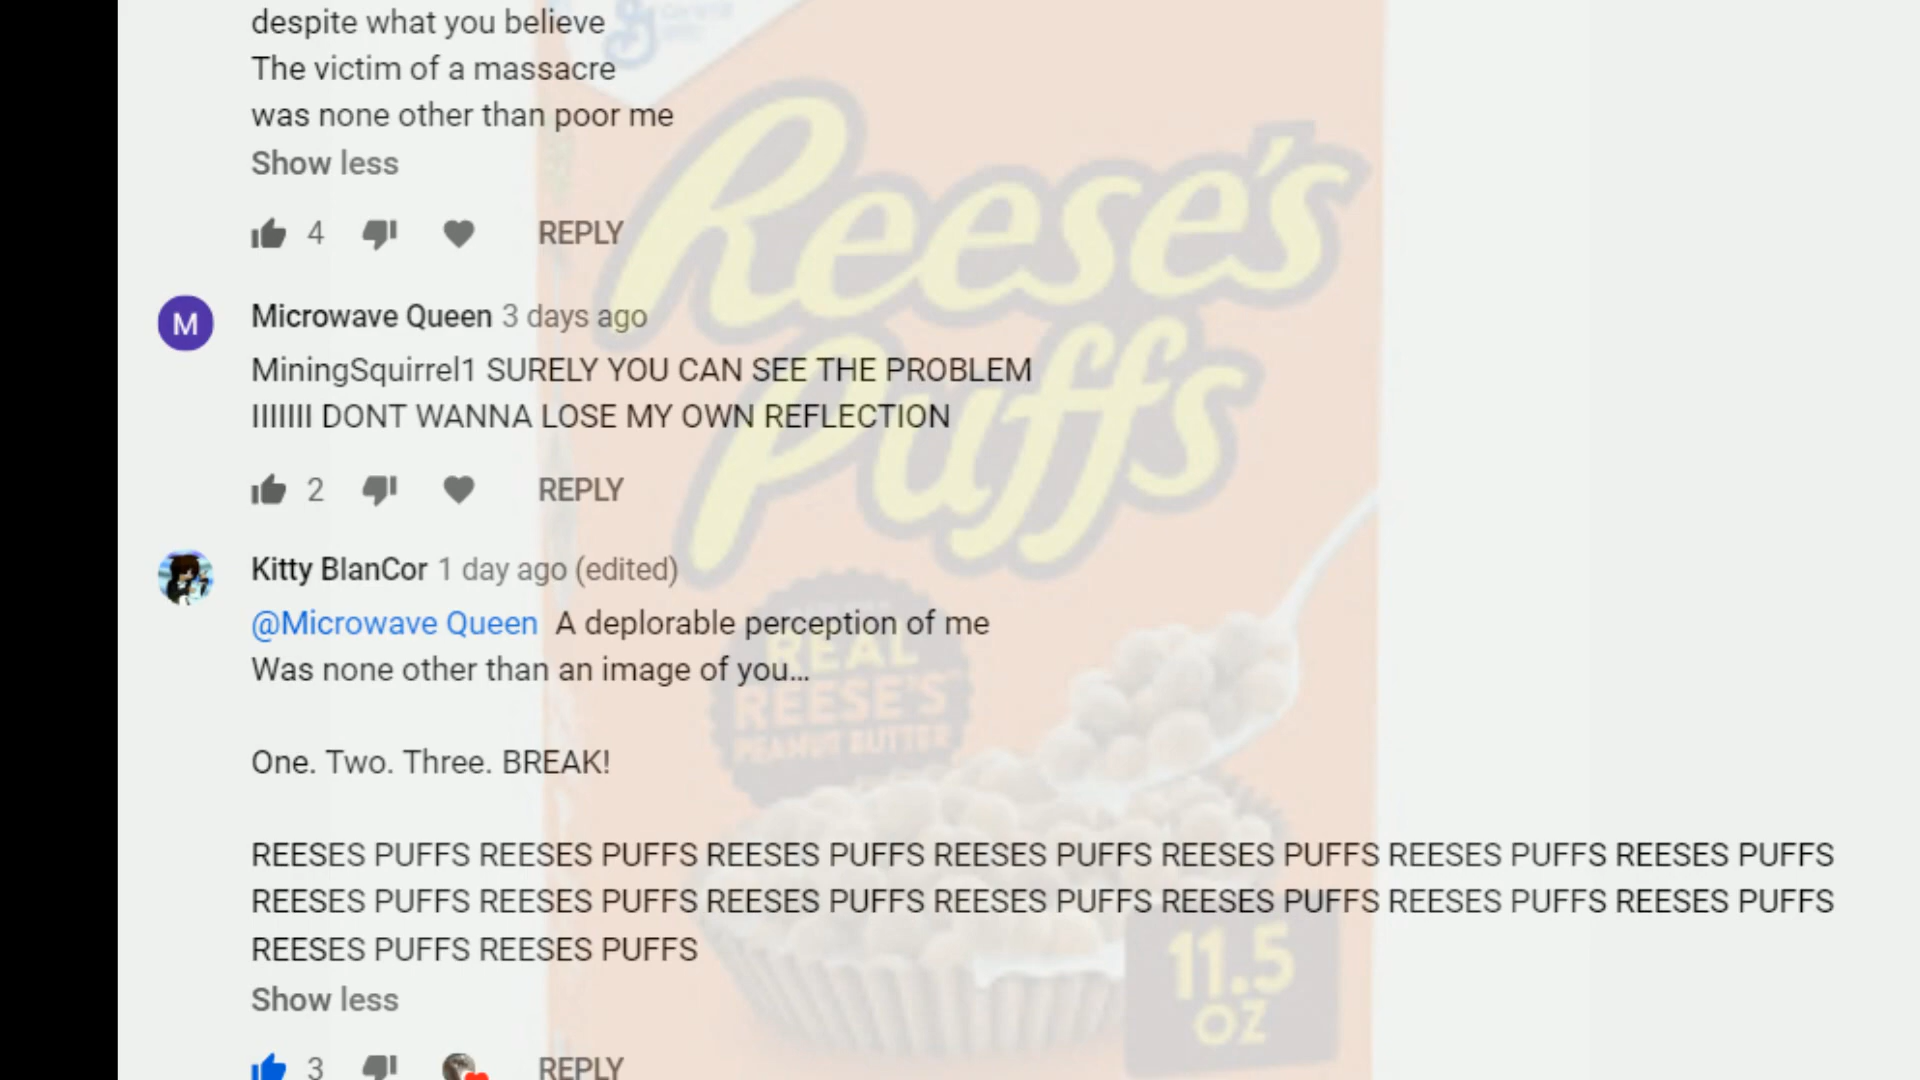 despite what you believe
The victim of a massacre
was none other than poor me
Show less
4 REPLY
M Microwave Queen 3 days ago
MiningSquirrel1 SURELY YOU CAN SEE THE PROBLEM
IIIIIII DONT WANNA LOSE MY OWN REFLECTION
2 REPLY
Kitty BlanCor 1 day ago (edited)
@Microwave Queen A deplorable perception of me
Was none other than an image of you...
One. Two. Three. BREAK!
REESES PUFFS REESES PUFFS REESES PUFFS REESES PUFFS REESES PUFFS REESES PUFFS REESES PUFFS
REESES PUFFS REESES PUFFS REESES PUFFS REESES PUFFS REESES PUFFS REESES PUFFS REESES PUFFS
REESES PUFFS REESES PUFFS
Show less
3 REPLY
G
Reese's
Puffs
REAL
REESE'S
PEANUT BUTTER
11.5
OZ